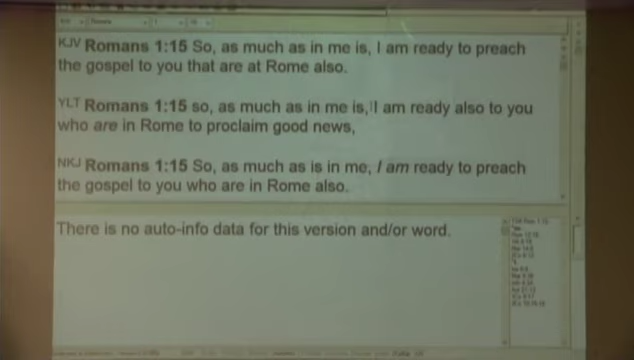 KJV Romans 1:15 So, as much as in me is, I am ready to preach
the gospel to you that are at Rome also.
YLT Romans 1:15 so, as much as in me is, I am ready also to you
who are in Rome to proclaim good news,
NKJ Romans 1:15 So, as much as is in me, I am ready to preach
the gospel to you who are in Rome also.
There is no auto-info data for this version and/or word.